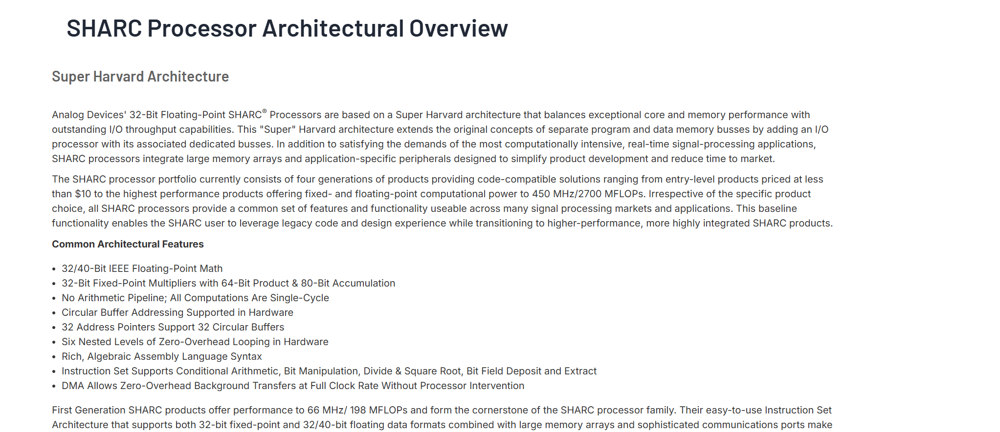 SHARC Processor Architectural Overview
Super Harvard Architecture
Analog Devices' 32-Bit Floating-Point SHARC® Processors are based on a Super Harvard architecture that balances exceptional core and memory performance with
outstanding I/O throughput capabilities. This "Super" Harvard architecture extends the original concepts of separate program and data memory busses by adding an I/O
processor with its associated dedicated busses. In addition to satisfying the demands of the most computationally intensive, real-time signal-processing applications,
SHARC processors integrate large memory arrays and application-specific peripherals designed to simplify product development and reduce time to market.
The SHARC processor portfolio currently consists of four generations of products providing code-compatible solutions ranging from entry-level products priced at less
than $10 to the highest performance products offering fixed- and floating-point computational power to 450 MHz/2700 MFLOPs. Irrespective of the specific product
choice, all SHARC processors provide a common set of features and functionality useable across many signal processing markets and applications. This baseline
functionality enables the SHARC user to leverage legacy code and design experience while transitioning to higher-performance, more highly integrated SHARC products.
Common Architectural Features
• 32/40-Bit IEEE Floating-Point Math
• 32-Bit Fixed-Point Multipliers with 64-Bit Product & 80-Bit Accumulation
• No Arithmetic Pipeline; All Computations Are Single-Cycle
• Circular Buffer Addressing Supported in Hardware
• 32 Address Pointers Support 32 Circular Buffers
• Six Nested Levels of Zero-Overhead Looping in Hardware
• Rich, Algebraic Assembly Language Syntax
• Instruction Set Supports Conditional Arithmetic, Bit Manipulation, Divide & Square Root, Bit Field Deposit and Extract
• DMA Allows Zero-Overhead Background Transfers at Full Clock Rate Without Processor Intervention
First Generation SHARC products offer performance to 66 MHz/ 198 MFLOPs and form the cornerstone of the SHARC processor family. Their easy-to-use Instruction Set
Architecture that supports both 32-bit fixed-point and 32/40-bit floating data formats combined with large memory arrays and sophisticated communications ports make